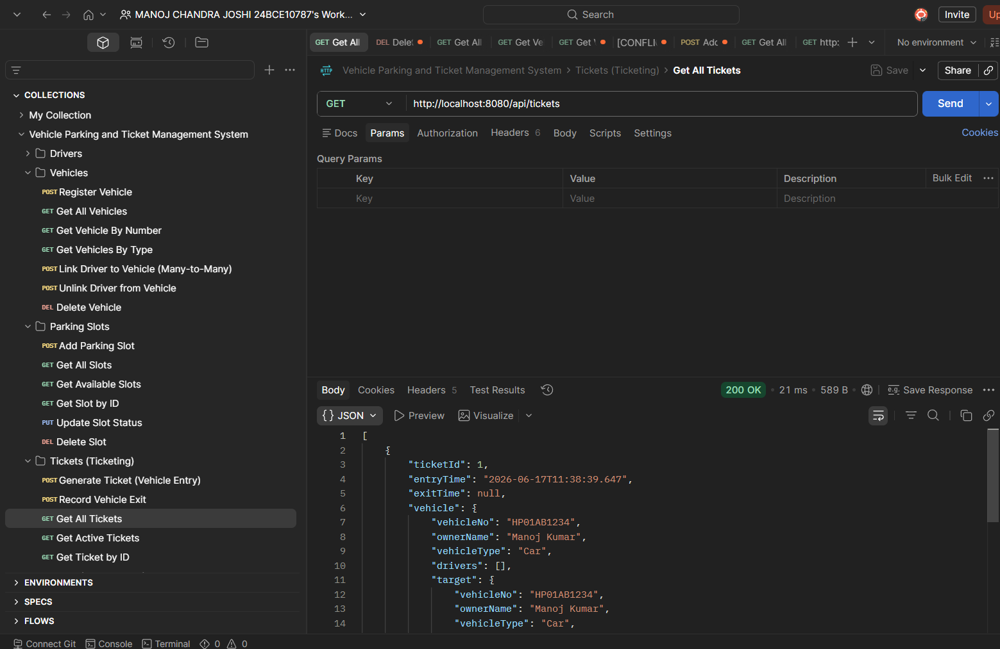 MANOJ CHANDRA JOSHI 24BCE10787's Work...
Search
Invite
Up
GET Get All
DEL Delet
GET Get All
GET Get Ve
GET Get V
[CONFLI
POST Add
GET Get All
GET http:
No environment
COLLECTIONS
My Collection
Vehicle Parking and Ticket Management System
Drivers
Vehicles
POST Register Vehicle
GET Get All Vehicles
GET Get Vehicle By Number
GET Get Vehicles By Type
POST Link Driver to Vehicle (Many-to-Many)
POST Unlink Driver from Vehicle
DEL Delete Vehicle
Parking Slots
POST Add Parking Slot
GET Get All Slots
GET Get Available Slots
GET Get Slot by ID
PUT Update Slot Status
DEL Delete Slot
Tickets (Ticketing)
POST Generate Ticket (Vehicle Entry)
POST Record Vehicle Exit
GET Get All Tickets
GET Get Active Tickets
GET Get Ticket by ID
ENVIRONMENTS
SPECS
FLOWS
HTTP Vehicle Parking and Ticket Management System > Tickets (Ticketing) > Get All Tickets
Save
Share
GET http://localhost:8080/api/tickets
Send
Docs Params Authorization Headers 6 Body Scripts Settings
Cookies
Query Params
Key Value Description Bulk Edit
Key Value Description
Body Cookies Headers 5 Test Results
200 OK • 21 ms • 589 B • e.g. Save Response
{} JSON Preview Visualize
1 [
2 {
3 "ticketId": 1,
4 "entryTime": "2026-06-17T11:38:39.647",
5 "exitTime": null,
6 "vehicle": {
7 "vehicleNo": "HP01AB1234",
8 "ownerName": "Manoj Kumar",
9 "vehicleType": "Car",
10 "drivers": [],
11 "target": {
12 "vehicleNo": "HP01AB1234",
13 "ownerName": "Manoj Kumar",
14 "vehicleType": "Car",
Connect Git Console Terminal 0 0